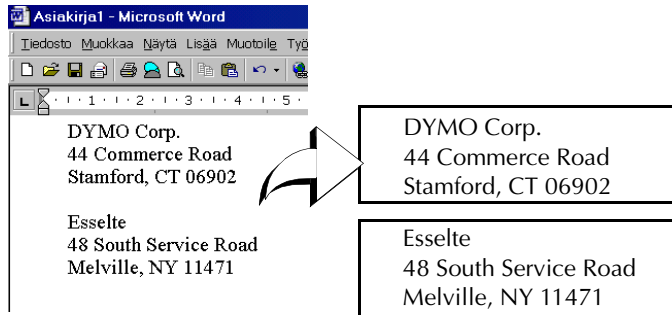 Asiakirja1 - Microsoft Word
Tiedosto Muokkaa Näytä Lisää Muotoile Työ
L 1 2 3 4 5
DYMO Corp.
44 Commerce Road
Stamford, CT 06902
Esselte
48 South Service Road
Melville, NY 11471
DYMO Corp.
44 Commerce Road
Stamford, CT 06902
Esselte
48 South Service Road
Melville, NY 11471